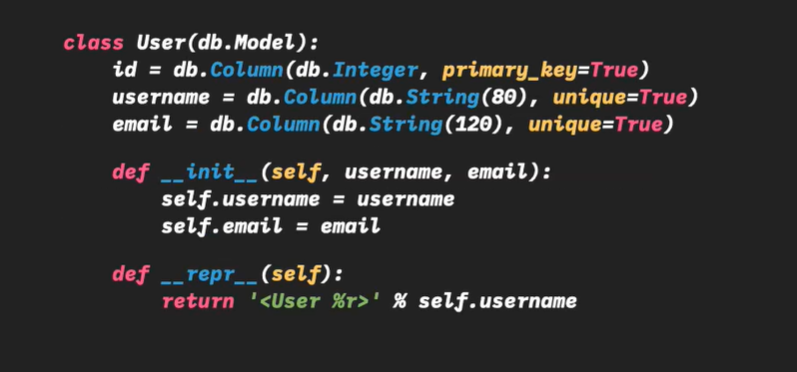 class User(db.Model):
    id = db.Column(db.Integer, primary_key=True)
    username = db.Column(db.String(80), unique=True)
    email = db.Column(db.String(120), unique=True)

    def __init__(self, username, email):
        self.username = username
        self.email = email

    def __repr__(self):
        return '<User %r>' % self.username